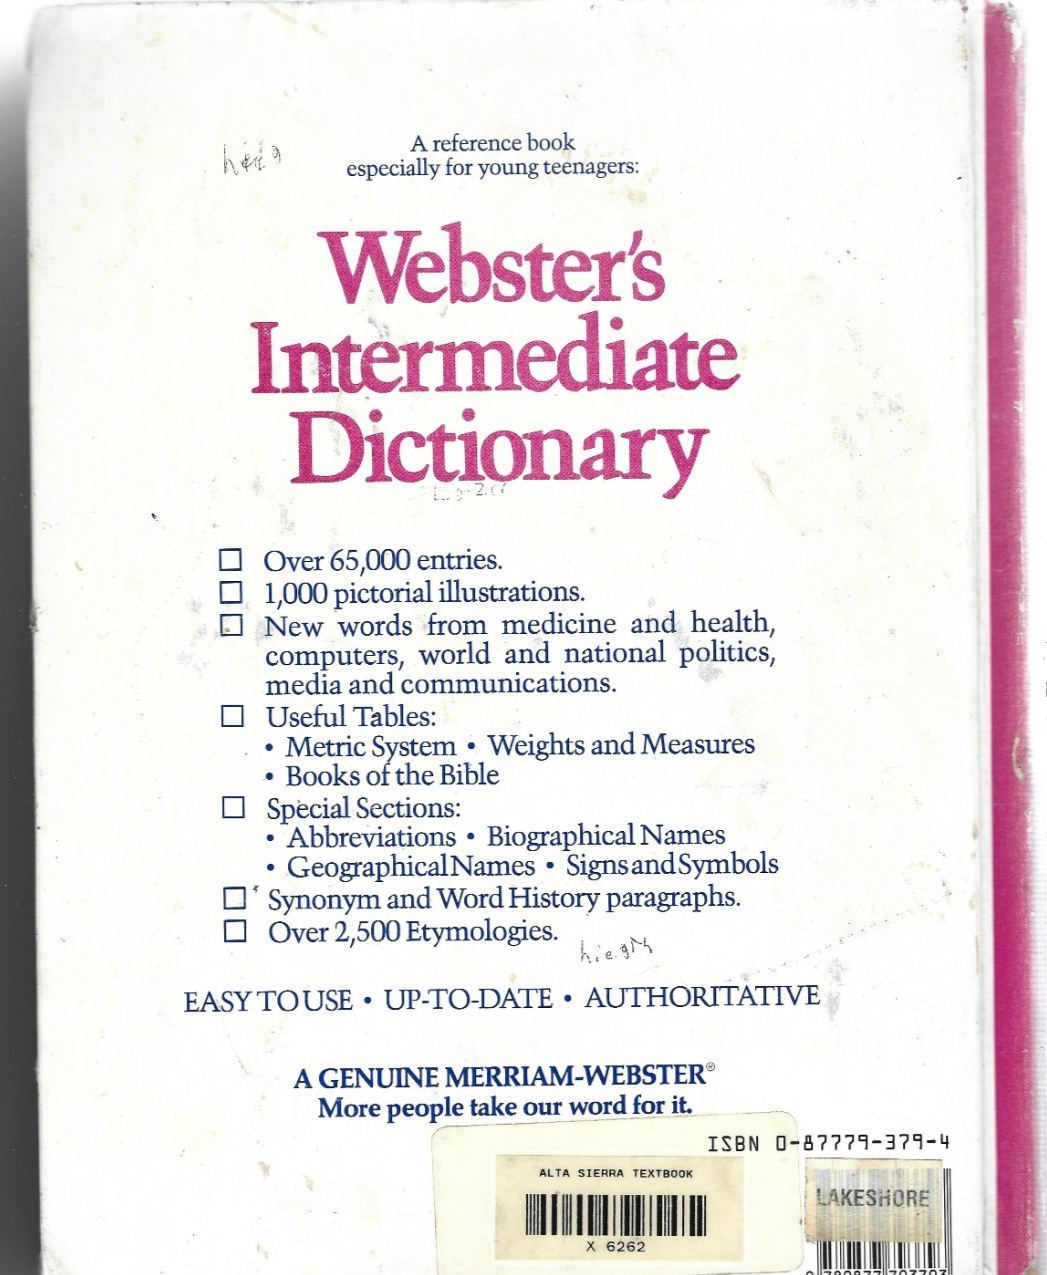 A reference book
especially for young teenagers:
Webster's
Intermediate
Dictionary
☐ Over 65,000 entries.
☐ 1,000 pictorial illustrations.
☐ New words from medicine and health,
computers, world and national politics,
media and communications.
☐ Useful Tables:
• Metric System • Weights and Measures
• Books of the Bible
☐ Special Sections:
• Abbreviations • Biographical Names
• Geographical Names • Signs and Symbols
☐ Synonym and Word History paragraphs.
☐ Over 2,500 Etymologies.
EASY TO USE • UP-TO-DATE • AUTHORITATIVE
A GENUINE MERRIAM-WEBSTER®
More people take our word for it.
ISBN 0-87779-379-4
ALTA SIERRA TEXTBOOK
X 6262
LAKESHORE